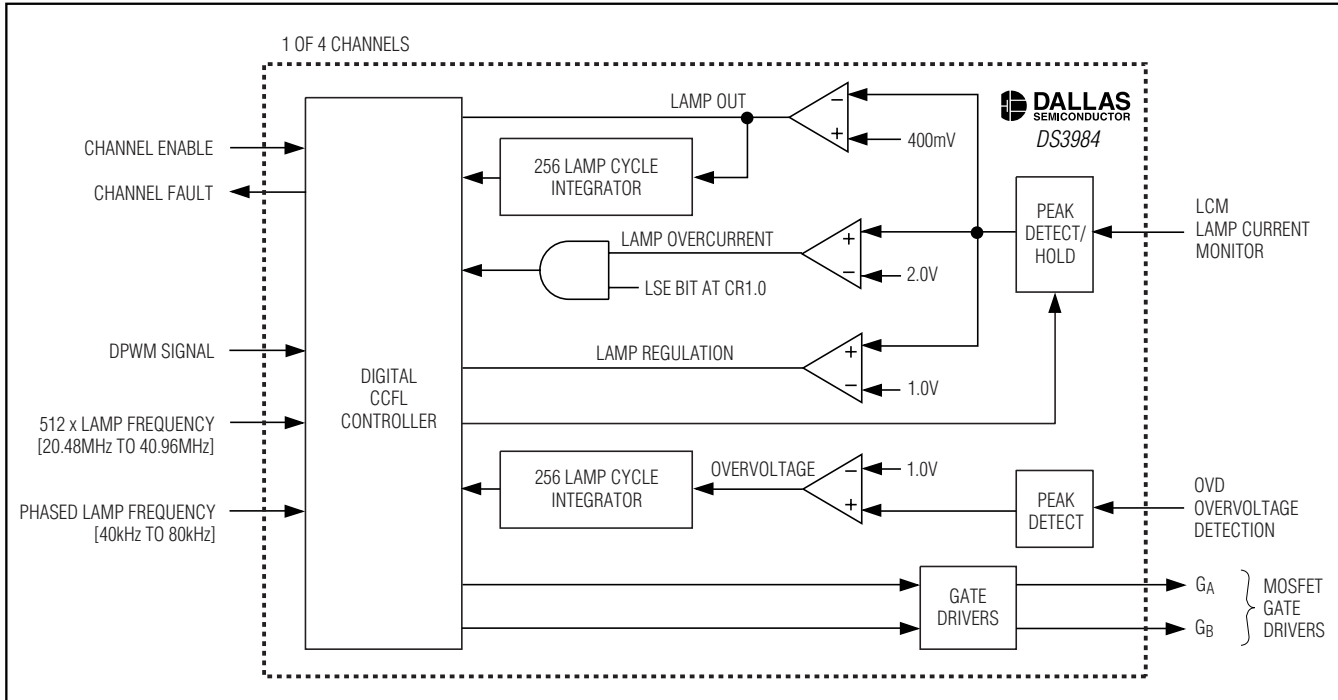 1 OF 4 CHANNELS
CHANNEL ENABLE
CHANNEL FAULT
DPWM SIGNAL
512 x LAMP FREQUENCY
[20.48MHz TO 40.96MHz]
PHASED LAMP FREQUENCY
[40kHz TO 80kHz]
DIGITAL
CCFL
CONTROLLER
LAMP OUT
−
+
400mV
256 LAMP CYCLE
INTEGRATOR
LAMP OVERCURRENT
+
−
2.0V
LSE BIT AT CR1.0
LAMP REGULATION
+
−
1.0V
256 LAMP CYCLE
INTEGRATOR
OVERVOLTAGE
−
+
1.0V
DALLAS
SEMICONDUCTOR
DS3984
PEAK
DETECT/
HOLD
LCM
LAMP CURRENT
MONITOR
PEAK
DETECT
OVD
OVERVOLTAGE
DETECTION
GATE
DRIVERS
GA
GB
MOSFET
GATE
DRIVERS